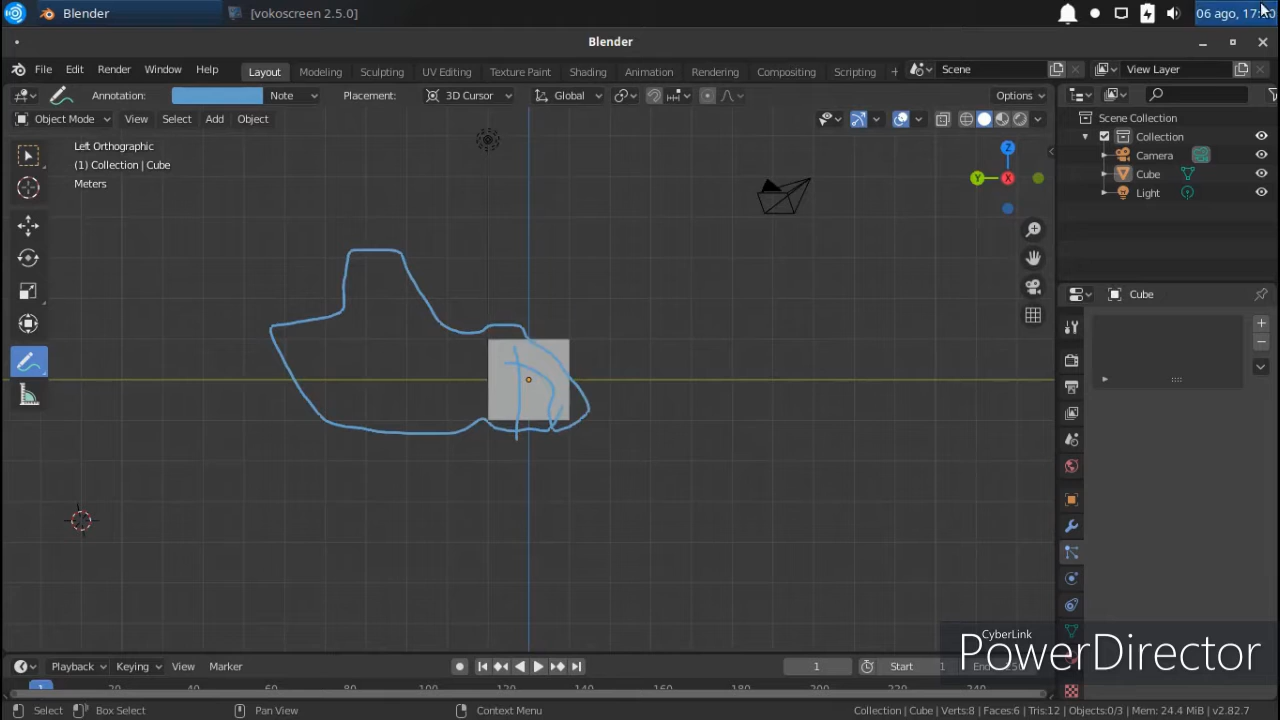 Blender
[vokoscreen 2.5.0]
06 ago, 17:
Blender
File Edit Render Window Help
Layout Modeling Sculpting UV Editing Texture Paint Shading Animation Rendering Compositing Scripting +
Scene
View Layer
Annotation: Note Placement: 3D Cursor Global Options
Object Mode View Select Add Object
Left Orthographic
(1) Collection | Cube
Meters
Z
Y
X
Scene Collection
Collection
Camera
Cube
Light
Cube
CyberLink
PowerDirector
Playback Keying View Marker
1 Start 1 End
1 20 60 80 100 120 140 160 180 200 220 240
Select Box Select Pan View Context Menu
Collection | Cube | Verts:8 | Faces:6 | Tris:12 | Objects:0/3 | Mem: 24.4 MiB | v2.82.7